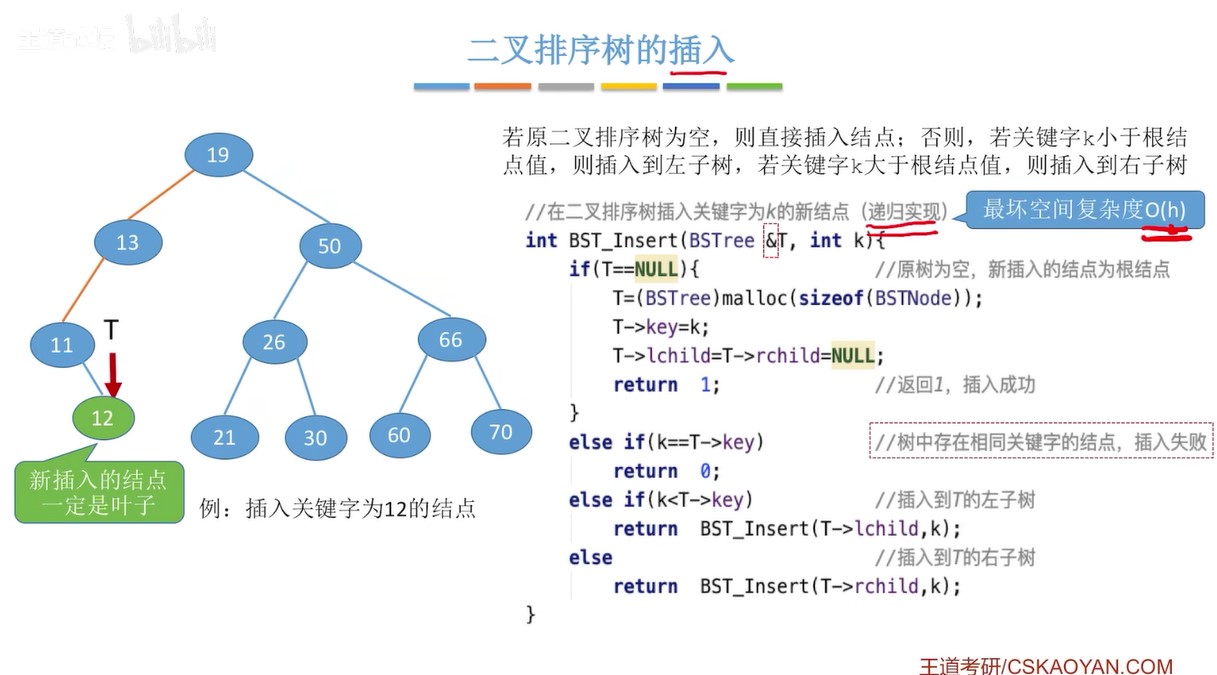 bilibili
二叉排序树的插入
19
13
50
11
T
26
66
12
21
30
60
70
新插入的结点
一定是叶子
例：插入关键字为12的结点
若原二叉排序树为空，则直接插入结点；否则，若关键字k小于根结
点值，则插入到左子树，若关键字k大于根结点值，则插入到右子树
//在二叉排序树插入关键字为k的新结点（递归实现）
最坏空间复杂度O(h)
int BST_Insert(BSTree &T, int k){
if(T==NULL){ //原树为空，新插入的结点为根结点
T=(BSTree)malloc(sizeof(BSTNode));
T->key=k;
T->lchild=T->rchild=NULL;
return 1; //返回1，插入成功
}
else if(k==T->key) //树中存在相同关键字的结点，插入失败
return 0;
else if(k<T->key) //插入到T的左子树
return BST_Insert(T->lchild,k);
else //插入到T的右子树
return BST_Insert(T->rchild,k);
}
王道考研/CSKAOYAN.COM